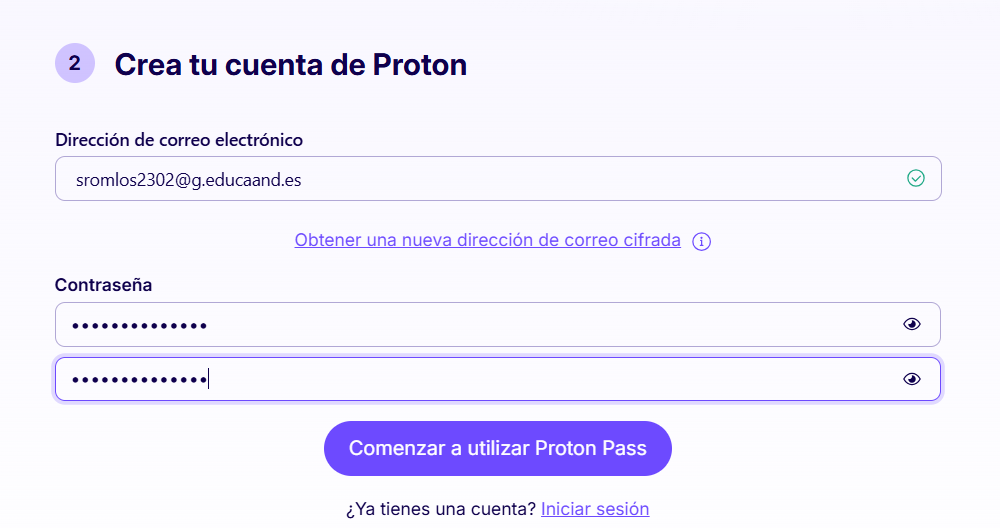 2 Crea tu cuenta de Proton
Dirección de correo electrónico
sromlos2302@g.educaand.es
Obtener una nueva dirección de correo cifrada
Contraseña
••••••••••••••
••••••••••••••
Comenzar a utilizar Proton Pass
¿Ya tienes una cuenta? Iniciar sesión